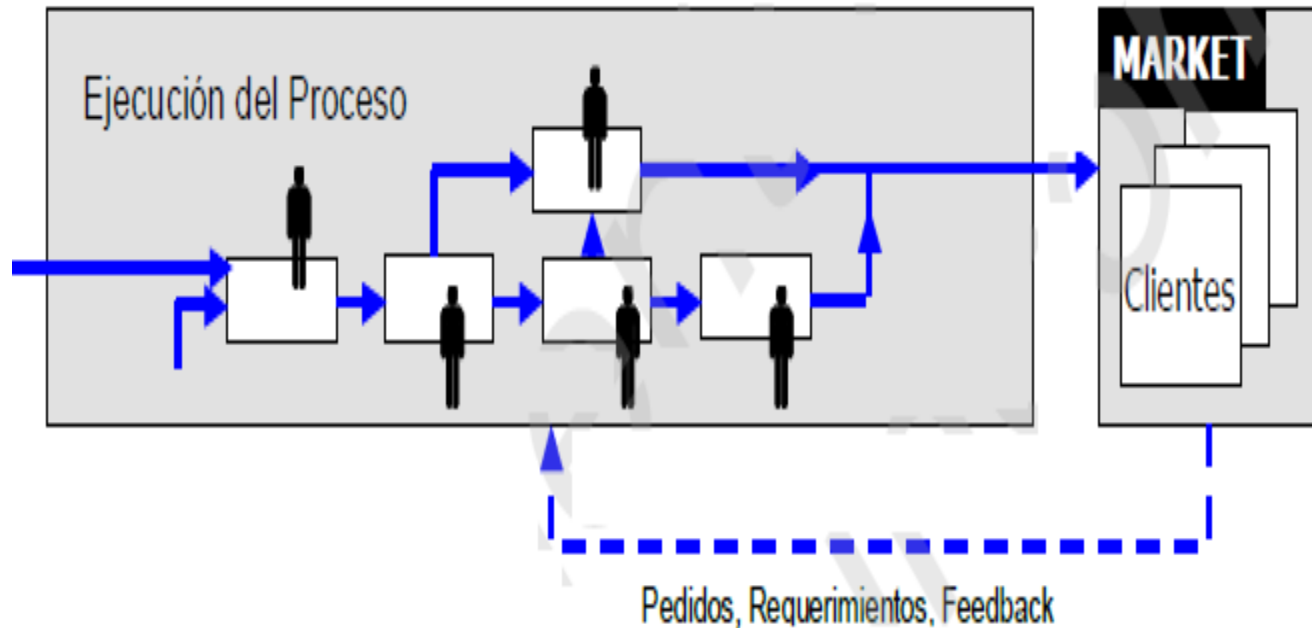 Ejecución del Proceso
MARKET
Clientes
Pedidos, Requerimientos, Feedback